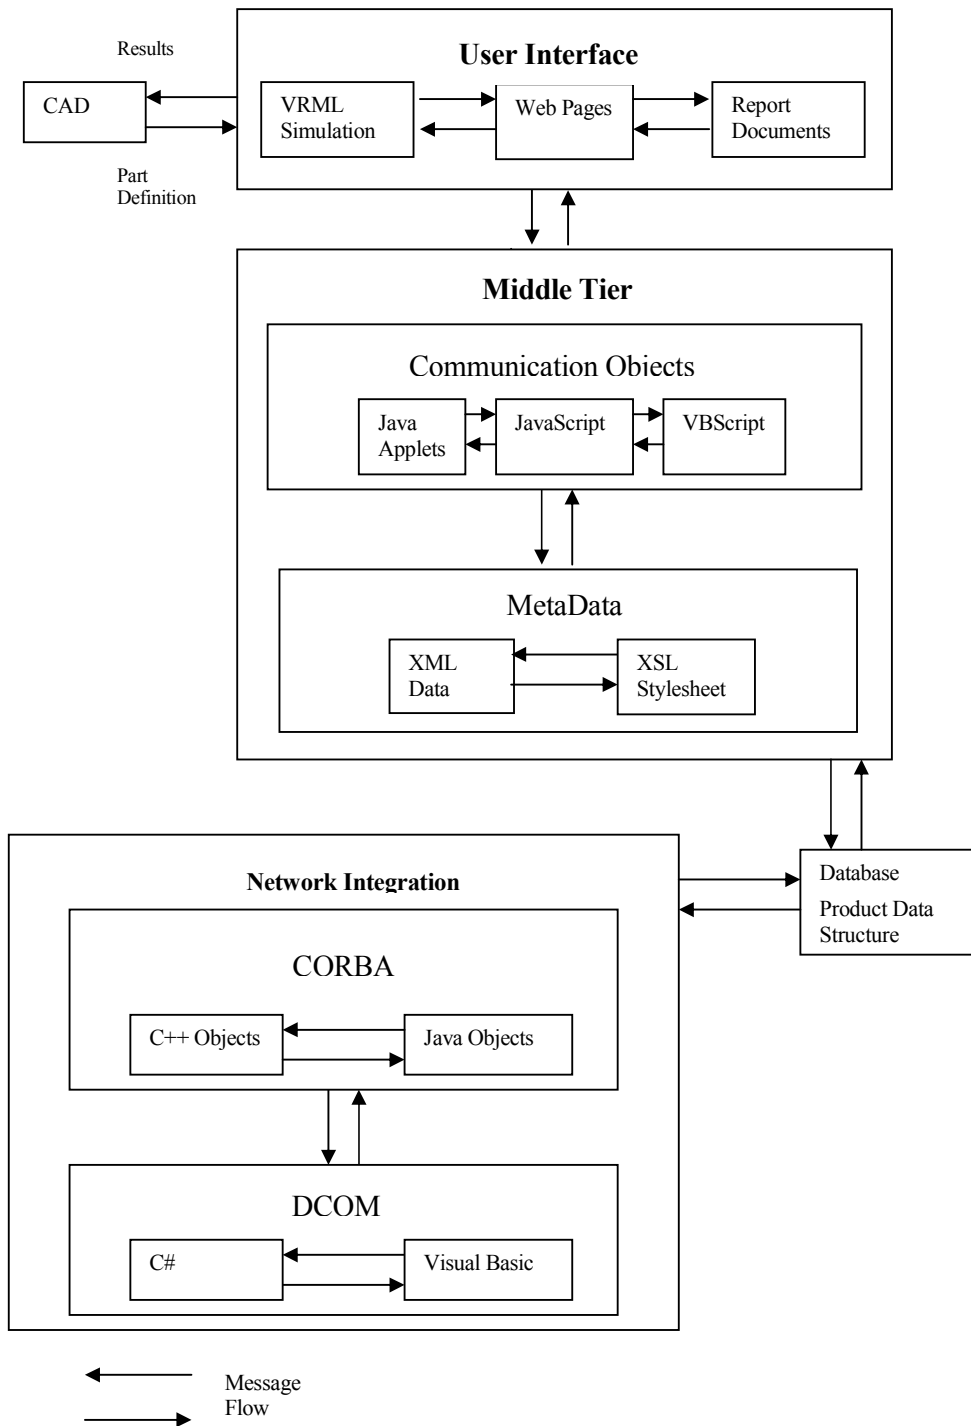 Results
User Interface
CAD
VRML
Simulation
Web Pages
Report
Documents
Part
Definition
Middle Tier
Communication Objects
Java
Applets
JavaScript
VBScript
MetaData
XML
Data
XSL
Stylesheet
Network Integration
Database
Product Data
Structure
CORBA
C++ Objects
Java Objects
DCOM
C#
Visual Basic
Message
Flow